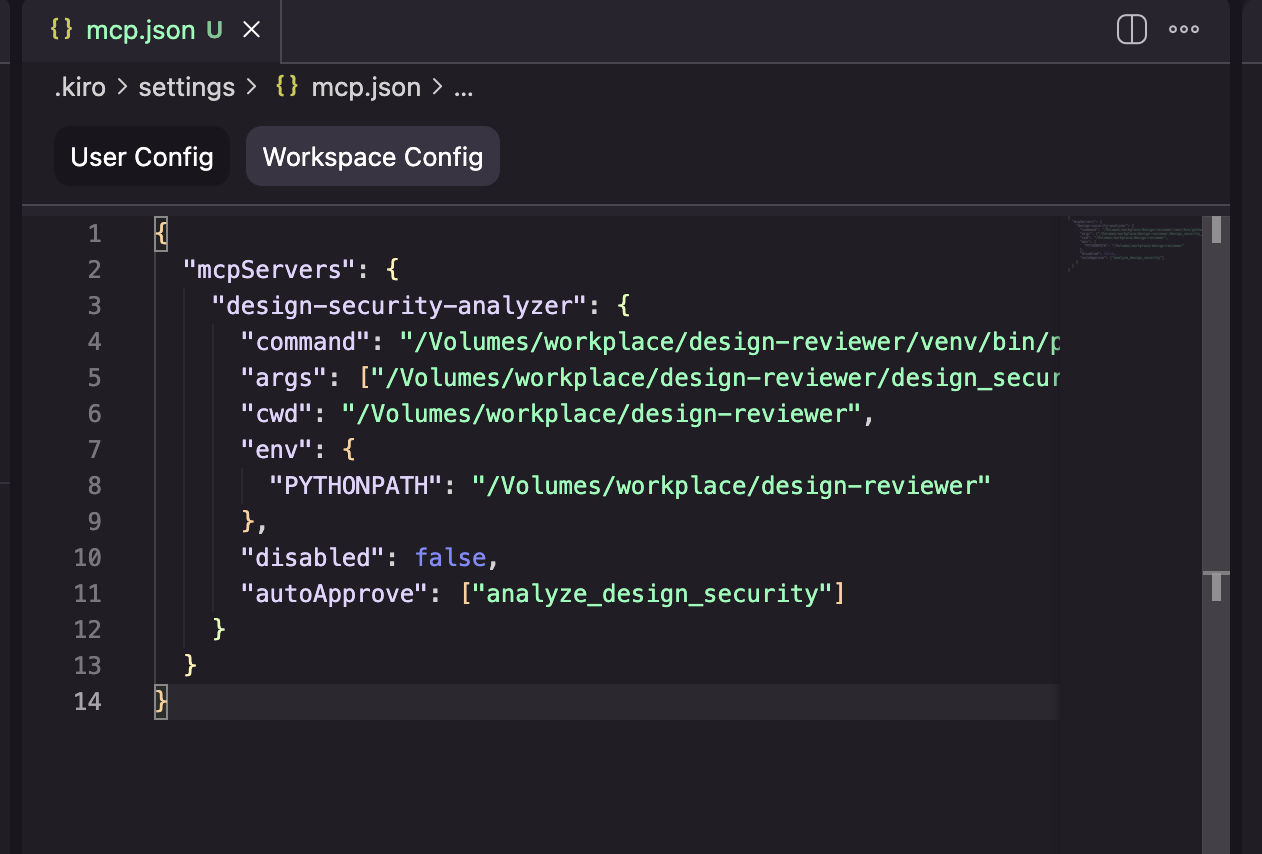 {} mcp.json U
.kiro > settings > {} mcp.json > ...
User Config Workspace Config
1 {
2 "mcpServers": {
3 "design-security-analyzer": {
4 "command": "/Volumes/workplace/design-reviewer/venv/bin/p
5 "args": ["/Volumes/workplace/design-reviewer/design_secur
6 "cwd": "/Volumes/workplace/design-reviewer",
7 "env": {
8 "PYTHONPATH": "/Volumes/workplace/design-reviewer"
9 },
10 "disabled": false,
11 "autoApprove": ["analyze_design_security"]
12 }
13 }
14 }